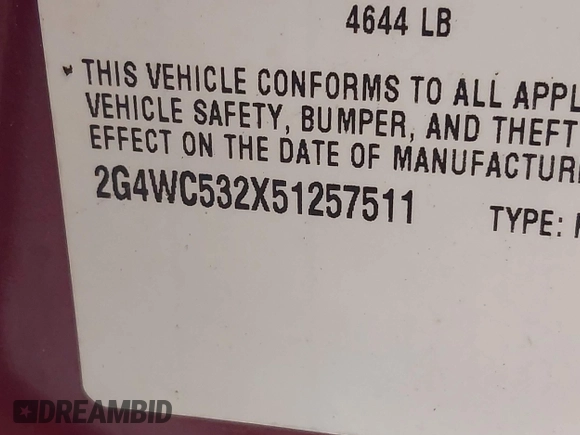 4644 LB
THIS VEHICLE CONFORMS TO ALL APPL
VEHICLE SAFETY, BUMPER, AND THEFT
EFFECT ON THE DATE OF MANUFACTUR
2G4WC532X51257511
TYPE:
DREAMBID